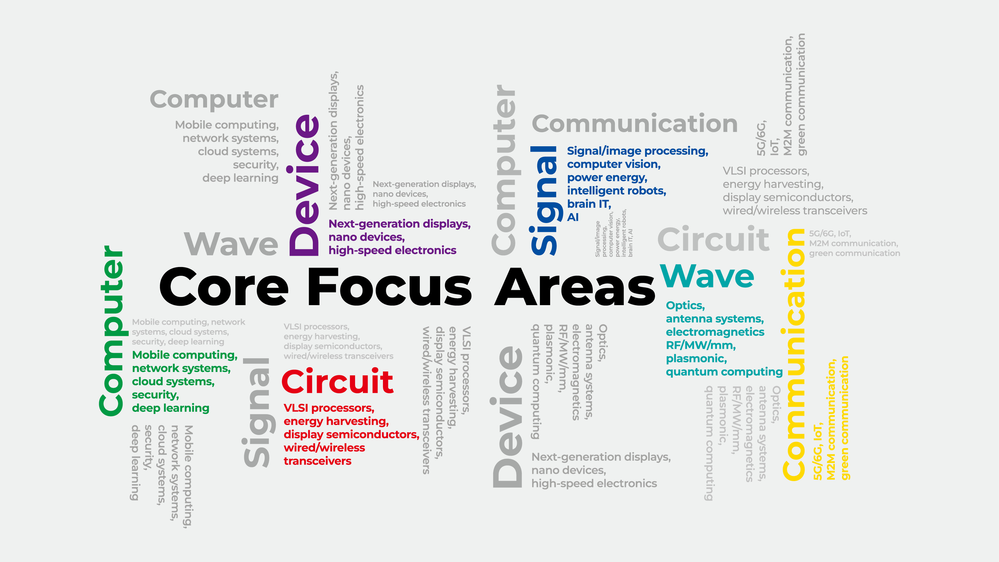 Computer
Mobile computing,
network systems,
cloud systems,
security,
deep learning
Device
Next-generation displays,
nano devices,
high-speed electronics
Next-generation displays,
nano devices,
high-speed electronics
Next-generation displays,
nano devices,
high-speed electronics
Wave
Computer
Communication
Signal
Signal/image processing,
computer vision,
power energy,
intelligent robots,
brain IT,
AI
Signal/image
processing,
computer vision,
power energy,
intelligent robots,
brain IT, AI
5G/6G,
IoT,
M2M communication,
green communication
VLSI processors,
energy harvesting,
display semiconductors,
wired/wireless transceivers
Circuit
5G/6G, IoT,
M2M communication,
green communication
Core Focus Areas
Wave
Optics,
antenna systems,
electromagnetics
RF/MW/mm,
plasmonic,
quantum computing
Communication
5G/6G, IoT,
M2M communication,
green communication
Computer
Mobile computing, network
systems, cloud systems,
security, deep learning
Mobile computing,
network systems,
cloud systems,
security,
deep learning
Mobile computing,
network systems,
cloud systems,
security,
deep learning
Signal
VLSI processors,
energy harvesting,
display semiconductors,
wired/wireless transceivers
Circuit
VLSI processors,
energy harvesting,
display semiconductors,
wired/wireless
transceivers
VLSI processors,
energy harvesting,
display semiconductors,
wired/wireless transceivers
Device
Optics,
antenna systems,
electromagnetics
RF/MW/mm,
plasmonic,
quantum computing
Next-generation displays,
nano devices,
high-speed electronics
Optics,
antenna systems,
electromagnetics
RF/MW/mm,
plasmonic,
quantum computing